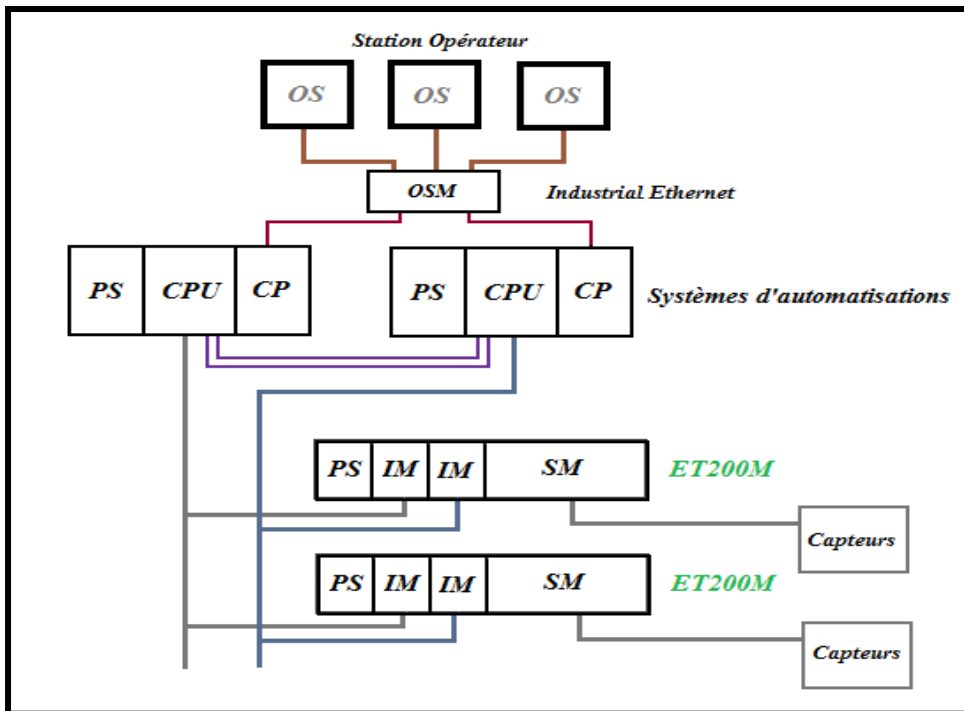 Station Opérateur
OS OS OS
OSM
Industrial Ethernet
PS CPU CP
PS CPU CP
Systèmes d'automatisations
PS IM IM SM
ET200M
Capteurs
PS IM IM SM
ET200M
Capteurs